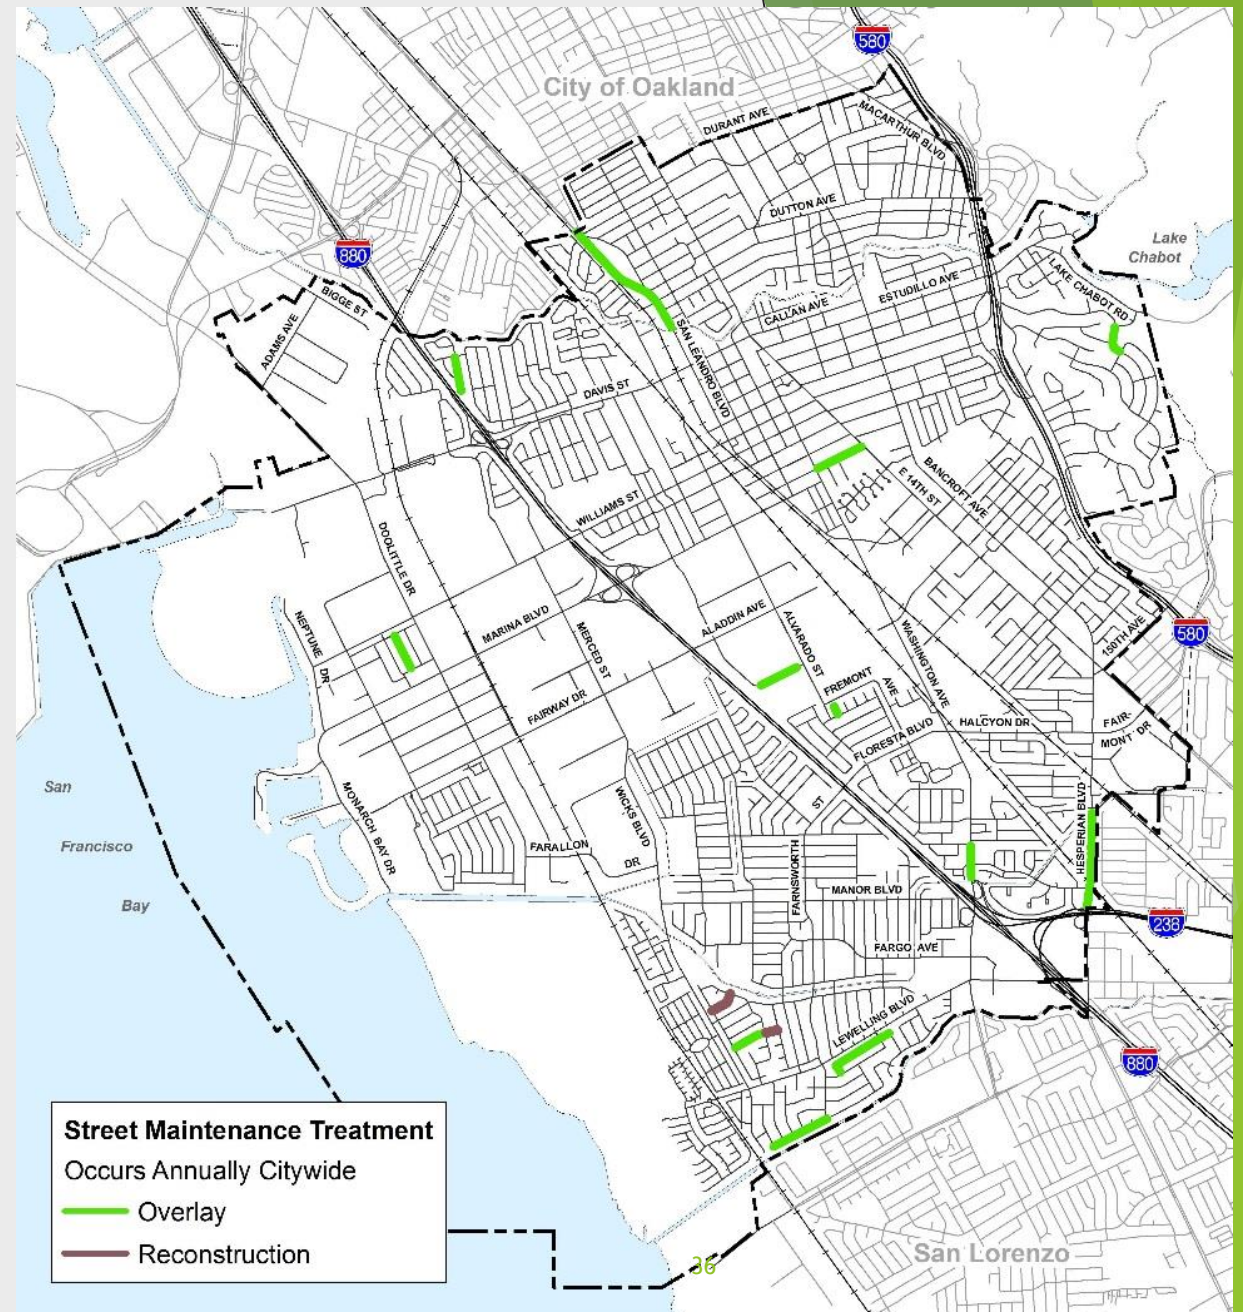 580
City of Oakland
DURANT AVE
MACARTHUR BLVD
DUTTON AVE
880
Lake
Chabot
LAKE CHABOT RD
BIGGE ST
ADAMS AVE
ESTUDILLO AVE
CALLAN AVE
SAN LEANDRO BLVD
DAVIS ST
BANCROFT AVE
E 14TH ST
WILLIAMS ST
DOOLITTLE DR
NEPTUNE DR
MARINA BLVD
MERCED ST
ALADDIN AVE
ALVARADO ST
WASHINGTON AVE
150TH AVE
580
FAIRWAY DR
FREMONT AVE
FLORESTA BLVD
HALCYON DR
FAIR-
MONT DR
San
Francisco
Bay
MONARCH BAY DR
WICKS BLVD
ST
HESPERIAN BLVD
FARALLON DR
FARNSWORTH
MANOR BLVD
238
FARGO AVE
LEWELLING BLVD
880
Street Maintenance Treatment
Occurs Annually Citywide
Overlay
Reconstruction
36
San Lorenzo